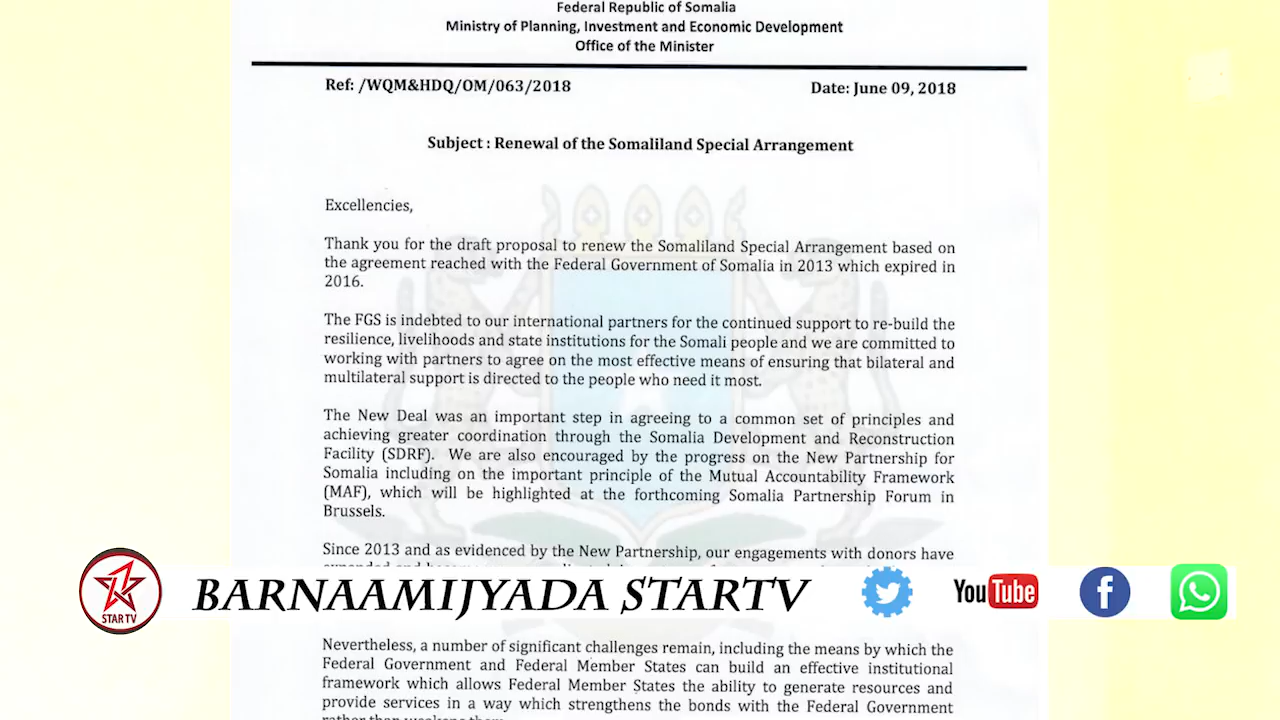 Federal Republic of Somalia
Ministry of Planning, Investment and Economic Development
Office of the Minister
Ref: /WQM&HDQ/OM/063/2018 Date: June 09, 2018
Subject : Renewal of the Somaliland Special Arrangement
Excellencies,
Thank you for the draft proposal to renew the Somaliland Special Arrangement based on
the agreement reached with the Federal Government of Somalia in 2013 which expired in
2016.
The FGS is indebted to our international partners for the continued support to re-build the
resilience, livelihoods and state institutions for the Somali people and we are committed to
working with partners to agree on the most effective means of ensuring that bilateral and
multilateral support is directed to the people who need it most.
The New Deal was an important step in agreeing to a common set of principles and
achieving greater coordination through the Somalia Development and Reconstruction
Facility (SDRF). We are also encouraged by the progress on the New Partnership for
Somalia including on the important principle of the Mutual Accountability Framework
(MAF), which will be highlighted at the forthcoming Somalia Partnership Forum in
Brussels.
Since 2013 and as evidenced by the New Partnership, our engagements with donors have
STAR TV
BARNAAMIJYADA STARTV
YouTube
Nevertheless, a number of significant challenges remain, including the means by which the
Federal Government and Federal Member States can build an effective institutional
framework which allows Federal Member States the ability to generate resources and
provide services in a way which strengthens the bonds with the Federal Government